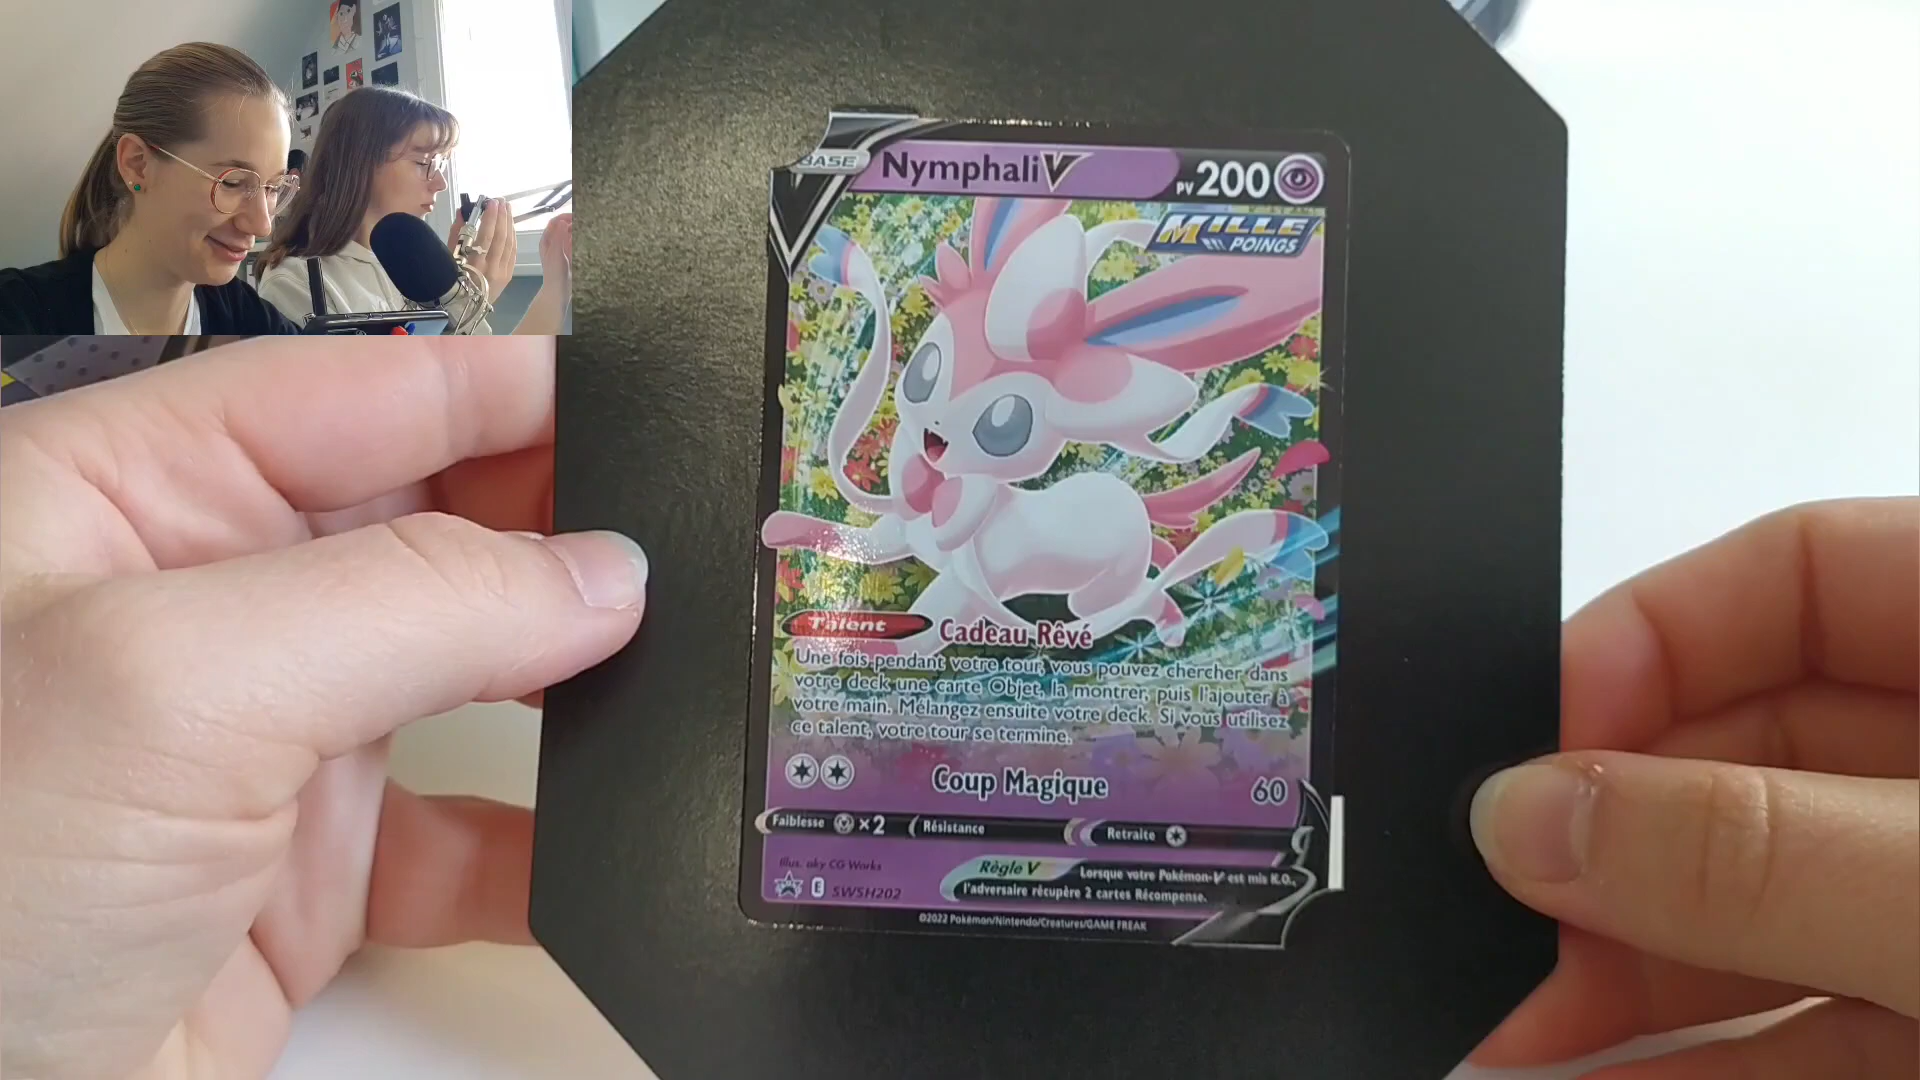 BASE
NymphaliV
PV 200
MILLE
POINGS
Talent
Cadeau Rêvé
Une fois pendant votre tour, vous pouvez chercher dans
votre deck une carte Objet, la montrer, puis l'ajouter à
votre main. Mélangez ensuite votre deck. Si vous utilisez
ce talent, votre tour se termine.
Coup Magique
60
Faiblesse ×2
Résistance
Retraite
Illus. aky CG Works
Règle V
Lorsque votre Pokémon-V est mis K.O.,
l'adversaire récupère 2 cartes Récompense.
E SWSH202
©2022 Pokémon/Nintendo/Creatures/GAME FREAK